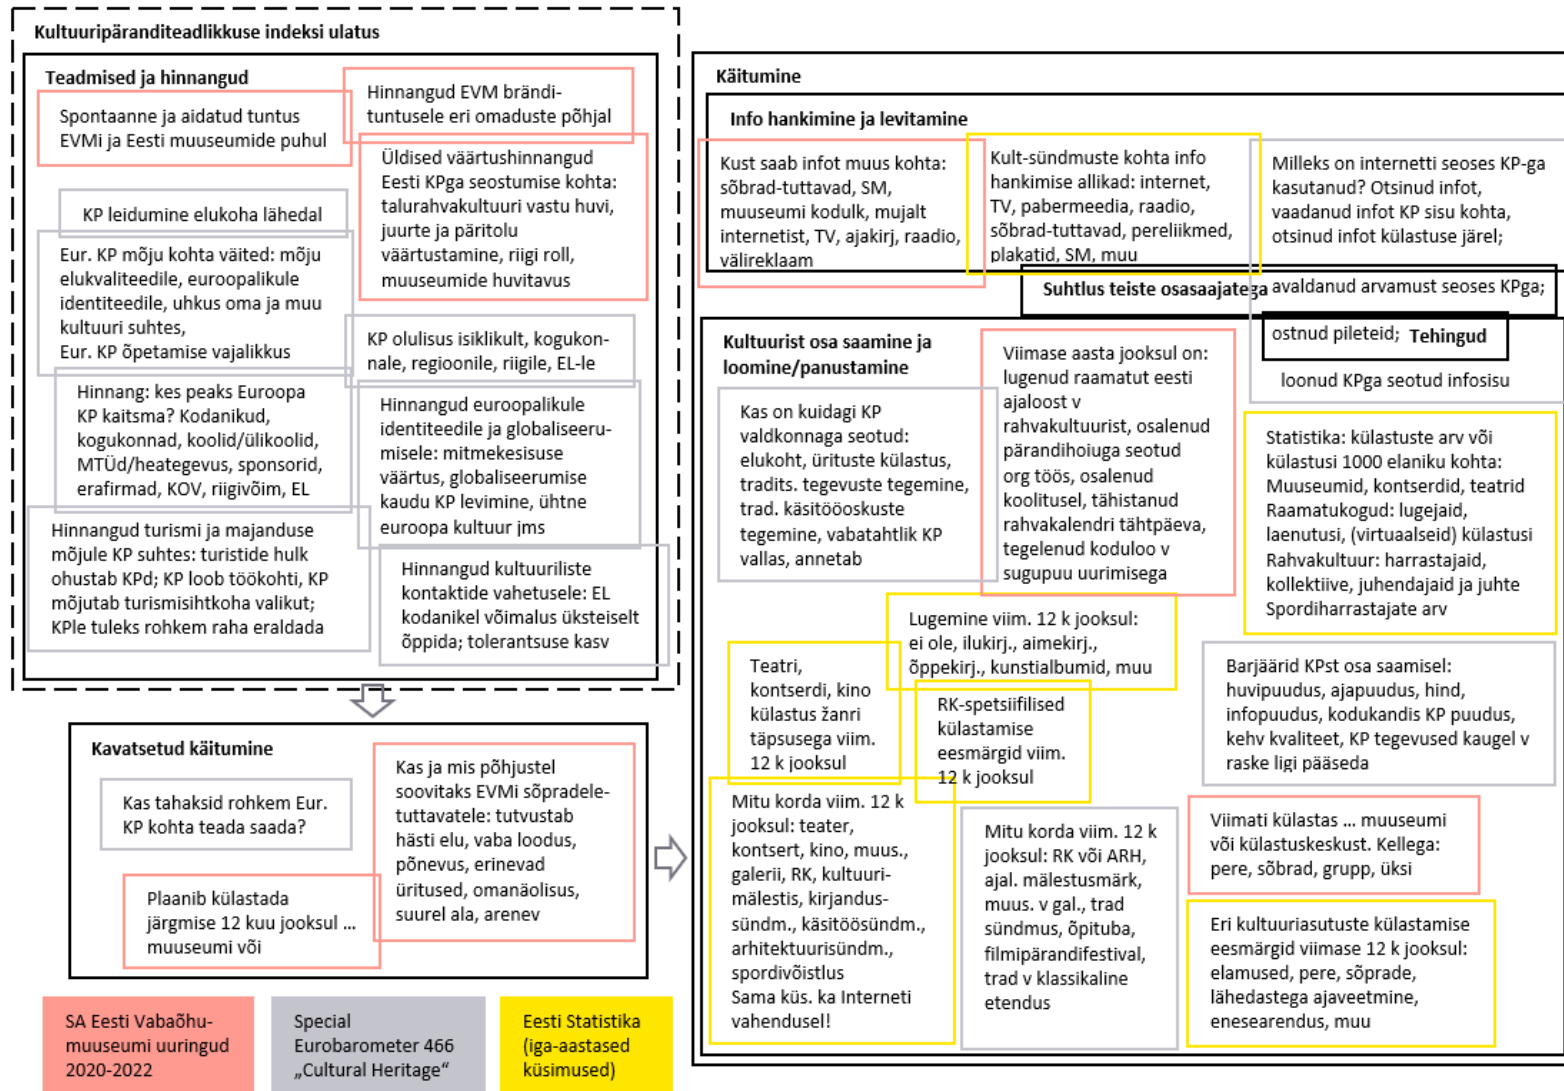 Kultuuripäranditeadlikkuse indeksi ulatus
Teadmised ja hinnangud
Spontaanne ja aidatud tuntus
EVMi ja Eesti muuseumide puhul
Hinnangud EVM brändi-
tuntusele eri omaduste põhjal
Üldised väärtushinnangud
Eesti KPga seostumise kohta:
talurahvakultuuri vastu huvi,
juurte ja päritolu
väärtustamine, riigi roll,
muuseumide huvitavus
KP leidumine elukoha lähedal
Eur. KP mõju kohta väited: mõju
elukvaliteedile, euroopalikule
identiteedile, uhkus oma ja muu
kultuuri suhtes,
Eur. KP õpetamise vajalikkus
KP olulisus isiklikult, kogukon-
nale, regioonile, riigile, EL-le
Hinnang: kes peaks Euroopa
KP kaitsma? Kodanikud,
kogukonnad, koolid/ülikoolid,
MTÜd/heategevus, sponsorid,
erafirmad, KOV, riigivõim, EL
Hinnangud euroopalikule
identiteedile ja globaliseeru-
misele: mitmekesisuse
väärtus, globaliseerumise
kaudu KP levimine, ühtne
euroopa kultuur jms
Hinnangud turismi ja majanduse
mõjule KP suhtes: turistide hulk
ohustab KPd; KP loob töökohti, KP
mõjutab turismisihtkoha valikut;
KPle tuleks rohkem raha eraldada
Hinnangud kultuuriliste
kontaktide vahetusele: EL
kodanikel võimalus üksteiselt
õppida; tolerantsuse kasv
Kavatsetud käitumine
Kas tahaksid rohkem Eur.
KP kohta teada saada?
Kas ja mis põhjustel
soovitaks EVMi sõpradele-
tuttavatele: tutvustab
hästi elu, vaba loodus,
põnevus, erinevad
üritused, omanäolisus,
suurel ala, arenev
Plaanib külastada
järgmise 12 kuu jooksul ...
muuseumi või
SA Eesti Vabaõhu-
muuseumi uuringud
2020-2022
Special
Eurobarometer 466
„Cultural Heritage“
Eesti Statistika
(iga-aastased
küsimused)
Käitumine
Info hankimine ja levitamine
Kust saab infot muus kohta:
sõbrad-tuttavad, SM,
muuseumi kodulk, mujalt
internetist, TV, ajakirj, raadio,
välireklaam
Kult-sündmuste kohta info
hankimise allikad: internet,
TV, pabermeedia, raadio,
sõbrad-tuttavad, pereliikmed,
plakatid, SM, muu
Milleks on internetti seoses KP-ga
kasutanud? Otsinud infot,
vaadanud infot KP sisu kohta,
otsinud infot külastuse järel;
Suhtlus teiste osasaajatega
avaldanud arvamust seoses KPga;
ostnud pileteid; Tehingud
loonud KPga seotud infosisu
Kultuurist osa saamine ja
loomine/panustamine
Kas on kuidagi KP
valdkonnaga seotud:
elukoht, ürituste külastus,
tradits. tegevuste tegemine,
trad. käsitööoskuste
tegemine, vabatahtlik KP
vallas, annetab
Viimase aasta jooksul on:
lugenud raamatut eesti
ajaloost v
rahvakultuurist, osalenud
pärandihoiuga seotud
org töös, osalenud
koolitusel, tähistanud
rahvakalendri tähtpäeva,
tegelenud koduloo v
sugupuu uurimisega
Statistika: külastuste arv või
külastusi 1000 elaniku kohta:
Muuseumid, kontserdid, teatrid
Raamatukogud: lugejaid,
laenutusi, (virtuaalseid) külastusi
Rahvakultuur: harrastajaid,
kollektiive, juhendajaid ja juhte
Spordiharrastajate arv
Lugemine viim. 12 k jooksul:
ei ole, ilukirj., aimekirj.,
õppekirj., kunstialbumid, muu
Teatri,
kontserdi, kino
külastus žanri
täpsusega viim.
12 k jooksul
RK-spetsiifilised
külastamise
eesmärgid viim.
12 k jooksul
Barjäärid KPst osa saamisel:
huvipuudus, ajapuudus, hind,
infopuudus, kodukandis KP puudus,
kehv kvaliteet, KP tegevused kaugel v
raske ligi pääseda
Mitu korda viim. 12 k
jooksul: teater,
kontsert, kino, muus.,
galerii, RK, kultuuri-
mälestis, kirjandus-
sündm., käsitöösündm.,
arhitektuurisündm.,
spordivõistlus
Sama küs. ka Interneti
vahendusel!
Mitu korda viim. 12 k
jooksul: RK või ARH,
ajal. mälestusmärk,
muus. v gal., trad
sündmus, õpituba,
filmipärandifestival,
trad v klassikaline
etendus
Viimati külastas ... muuseumi
või külastuskeskust. Kellega:
pere, sõbrad, grupp, üksi
Eri kultuuriasutuste külastamise
eesmärgid viimase 12 k jooksul:
elamused, pere, sõprade,
lähedastega ajaveetmine,
enesearendus, muu